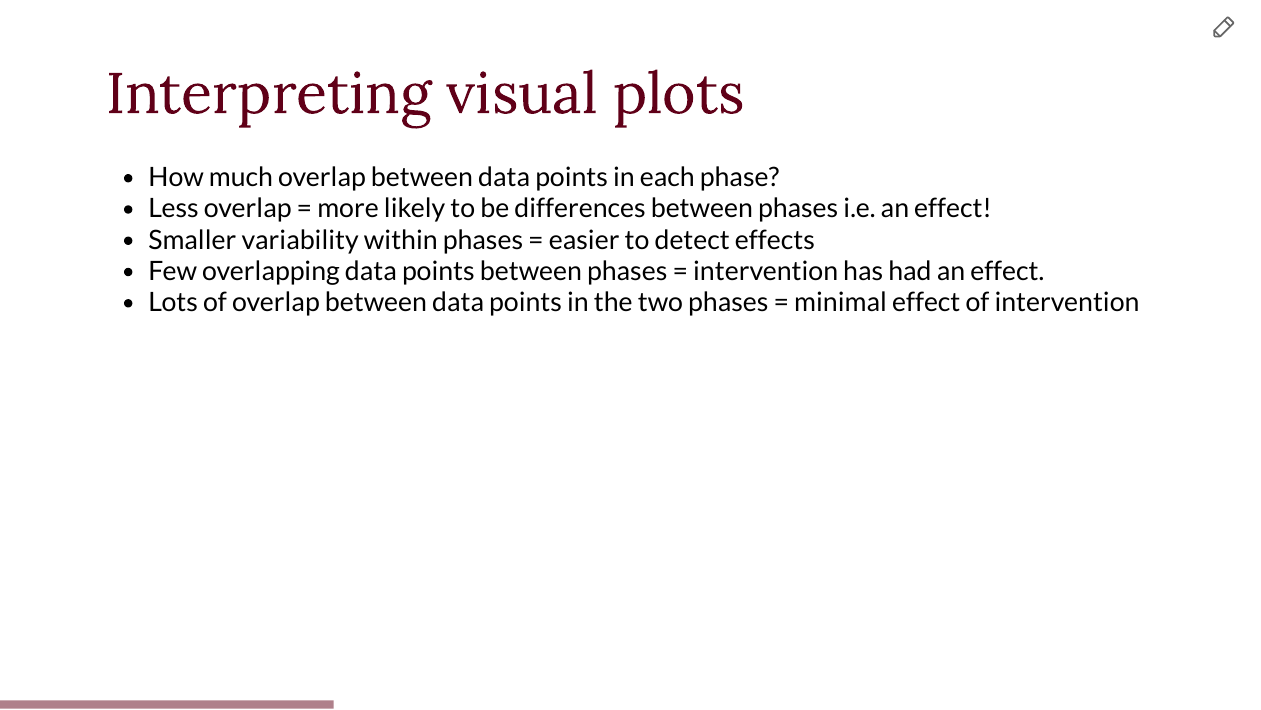 Interpreting visual plots
• How much overlap between data points in each phase?
• Less overlap = more likely to be differences between phases i.e. an effect!
• Smaller variability within phases = easier to detect effects
• Few overlapping data points between phases = intervention has had an effect.
• Lots of overlap between data points in the two phases = minimal effect of intervention